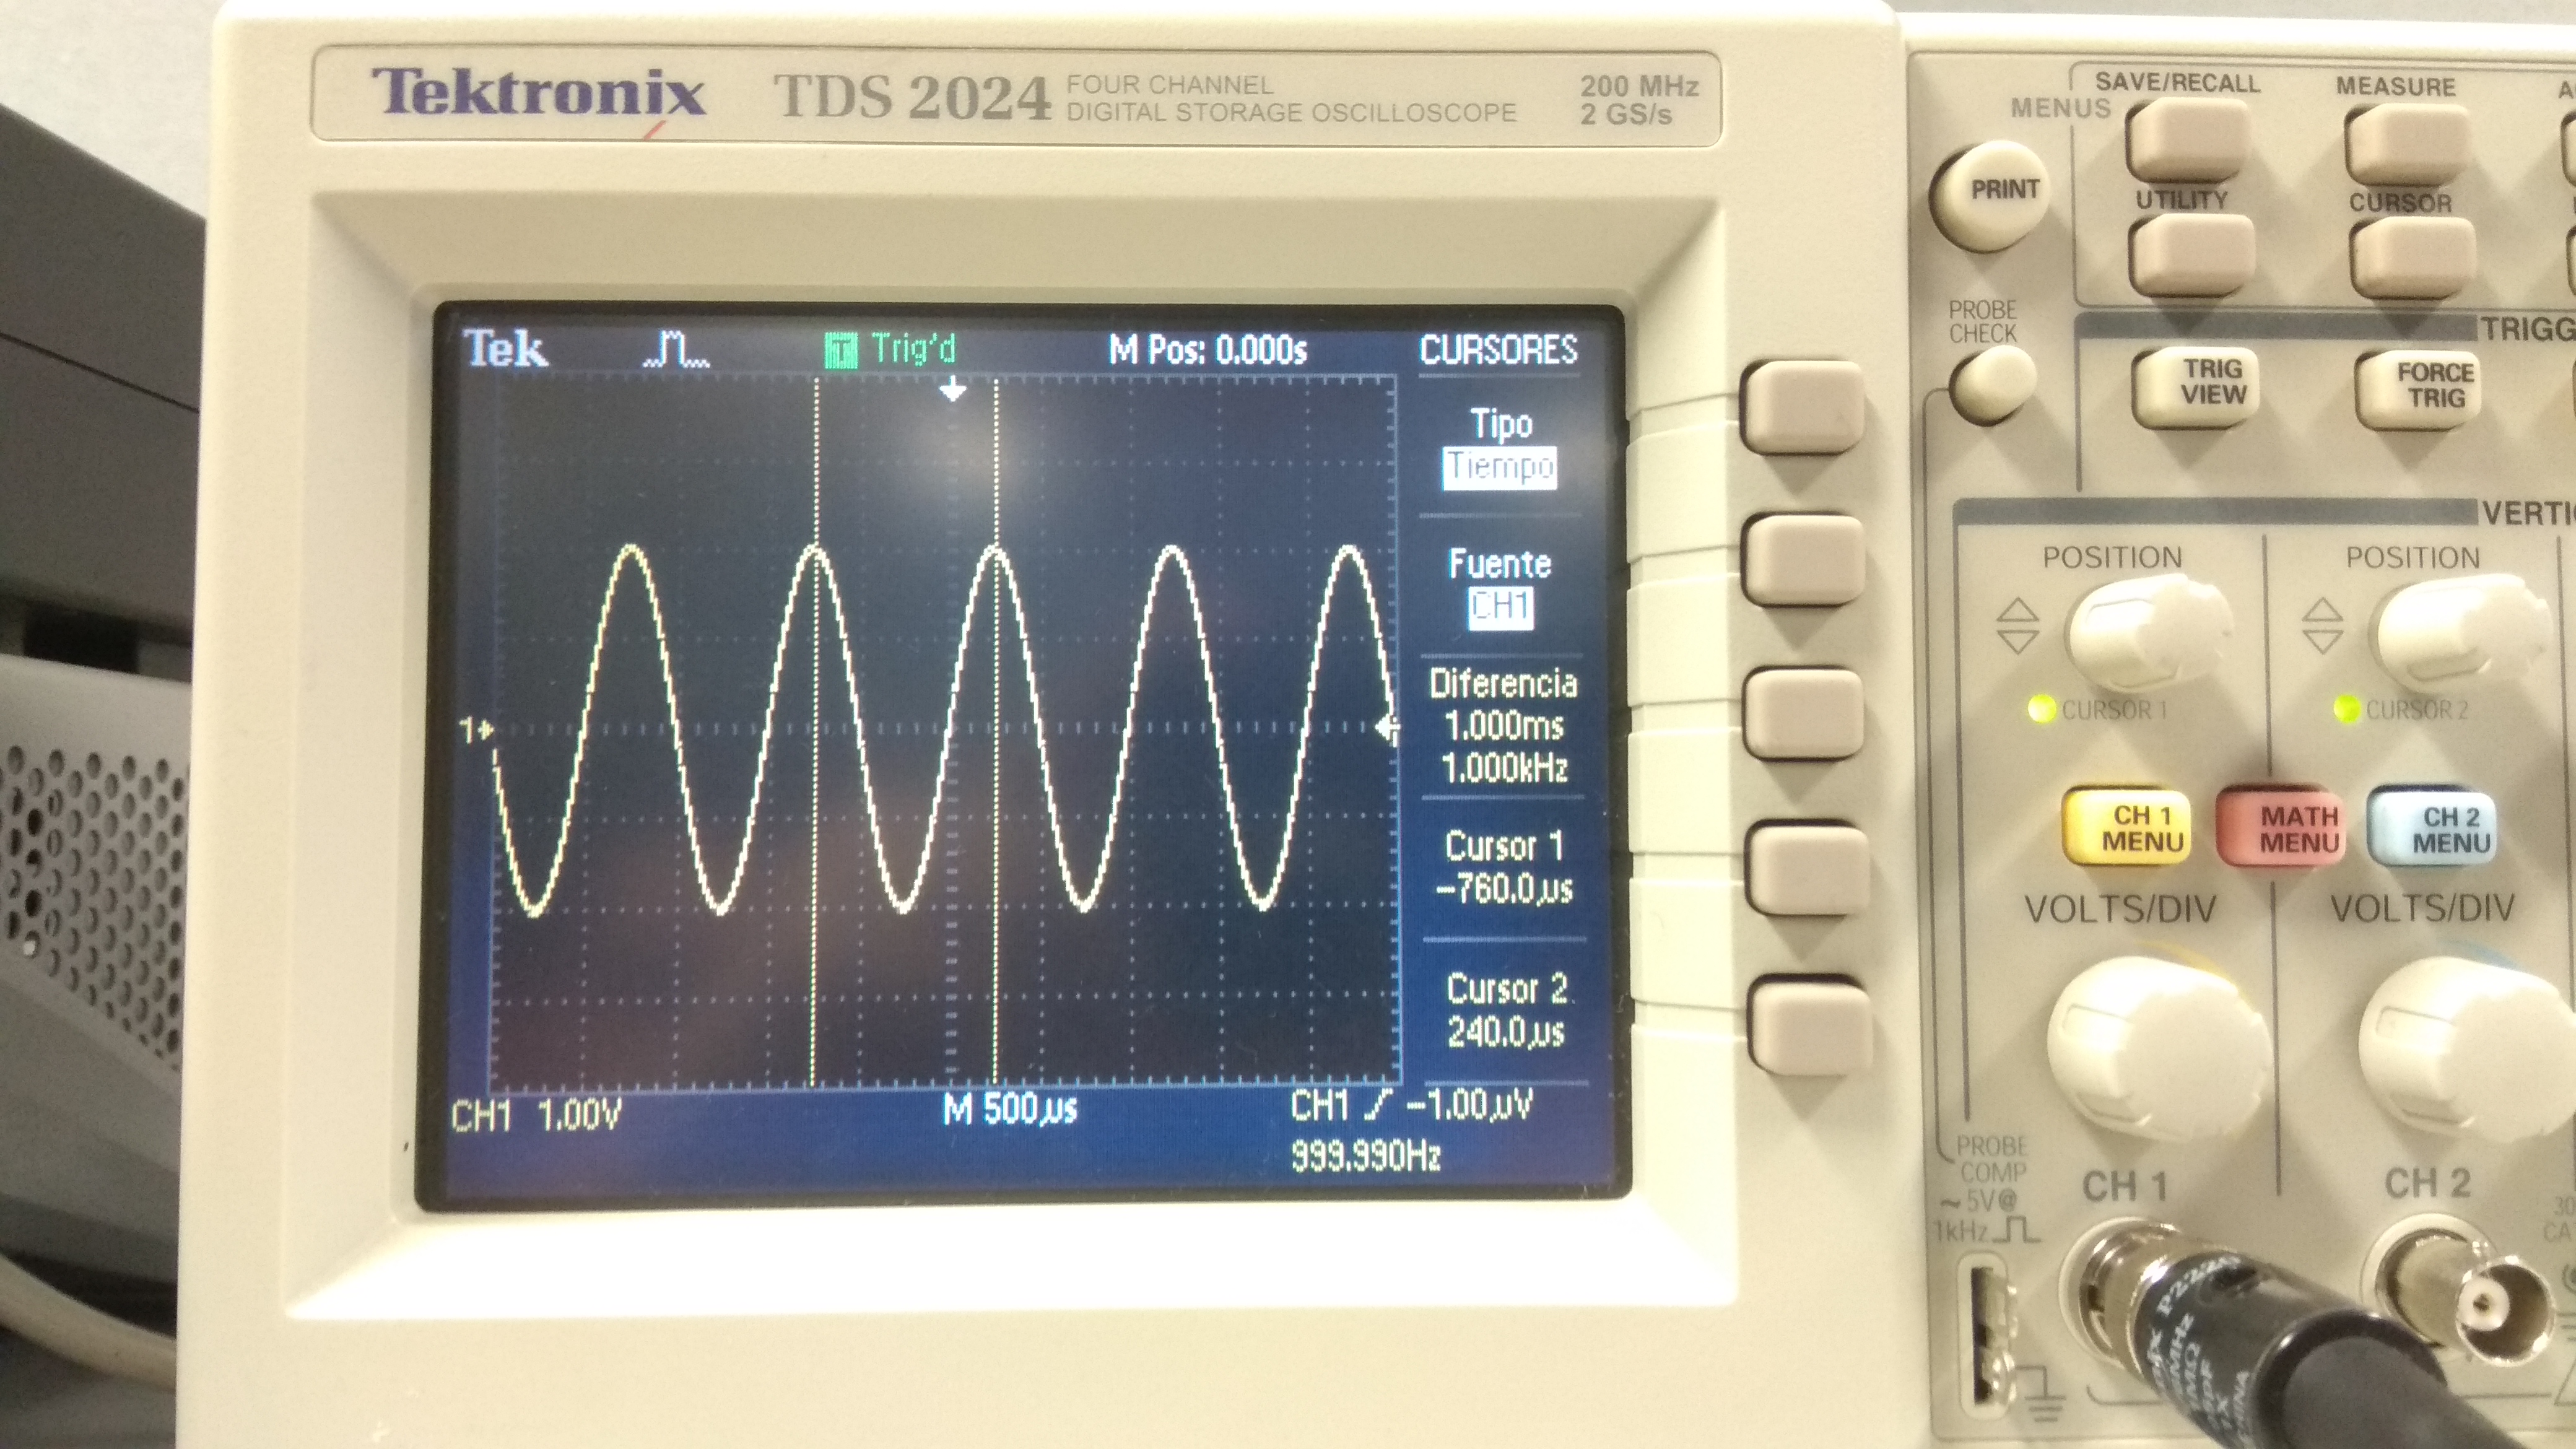 Tektronix TDS 2024 FOUR CHANNEL 200 MHz
DIGITAL STORAGE OSCILLOSCOPE 2 GS/s
Tek T Trig'd M Pos: 0.000s CURSORES
Tipo
Tiempo
Fuente
CH1
Diferencia
1.000ms
1.000kHz
1
Cursor 1
-760.0µs
Cursor 2
240.0µs
CH1 1.00V M 500µs CH1 -1.00µV
999.990Hz
MENUS
SAVE/RECALL MEASURE
PRINT
UTILITY CURSOR
PROBE
CHECK
TRIG
VIEW
FORCE
TRIG
POSITION POSITION
CURSOR 1 CURSOR 2
CH 1
MENU
MATH
MENU
CH 2
MENU
VOLTS/DIV VOLTS/DIV
PROBE
COMP
~5V@
1kHz
CH 1 CH 2